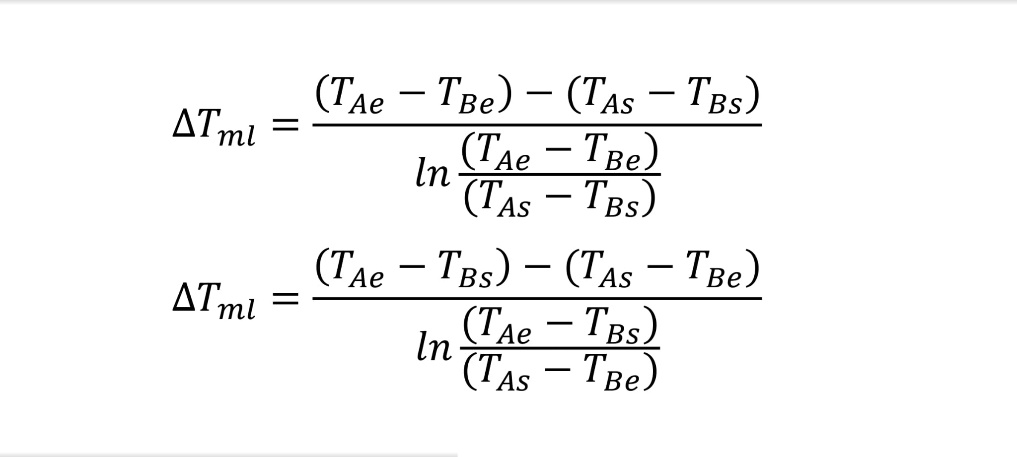 ΔT_ml = ((T_Ae − T_Be) − (T_As − T_Bs)) / (ln (T_Ae − T_Be)/(T_As − T_Bs))
ΔT_ml = ((T_Ae − T_Bs) − (T_As − T_Be)) / (ln (T_Ae − T_Bs)/(T_As − T_Be))